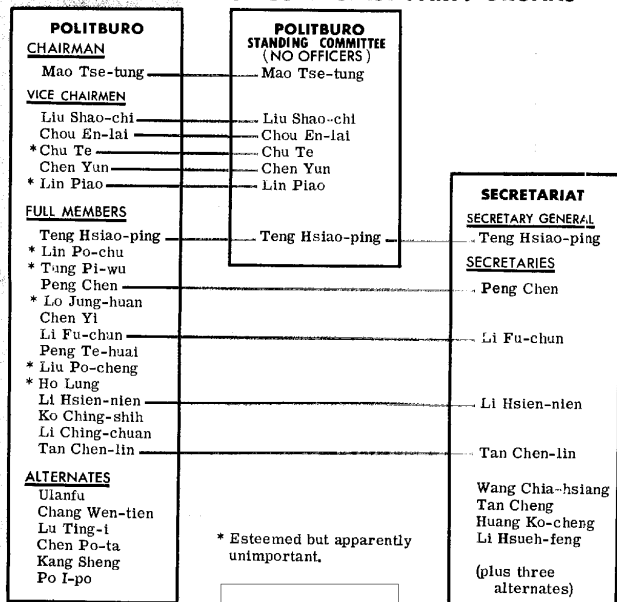 POLITBURO
CHAIRMAN
Mao Tse-tung
VICE CHAIRMEN
Liu Shao-chi
Chou En-lai
* Chu Te
Chen Yun
* Lin Piao
FULL MEMBERS
Teng Hsiao-ping
* Lin Po-chu
* Tung Pi-wu
Peng Chen
* Lo Jung-huan
Chen Yi
Li Fu-chun
Peng Te-huai
* Liu Po-cheng
* Ho Lung
Li Hsien-nien
Ko Ching-shih
Li Ching-chuan
Tan Chen-lin
ALTERNATES
Ulanfu
Chang Wen-tien
Lu Ting-i
Chen Po-ta
Kang Sheng
Po I-po
POLITBURO
STANDING COMMITTEE
(NO OFFICERS)
Mao Tse-tung
Liu Shao-chi
Chou En-lai
Chu Te
Chen Yun
Lin Piao
Teng Hsiao-ping
* Esteemed but apparently
unimportant.
SECRETARIAT
SECRETARY GENERAL
Teng Hsiao-ping
SECRETARIES
Peng Chen
Li Fu-chun
Li Hsien-nien
Tan Chen-lin
Wang Chia-hsiang
Tan Cheng
Huang Ko-cheng
Li Hsueh-feng
(plus three
alternates)